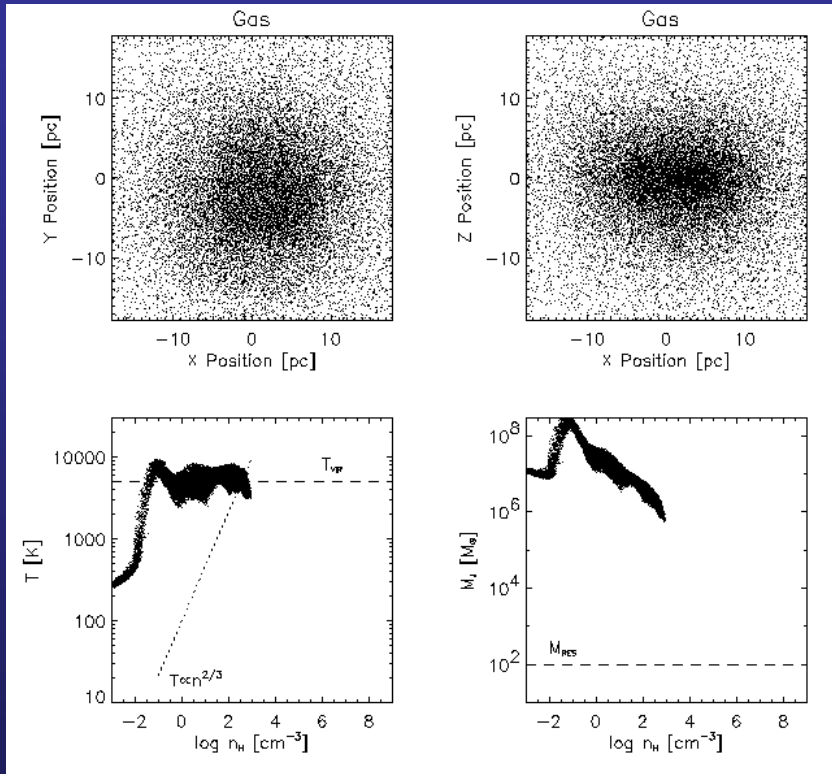 Gas
Gas
10
0
-10
Y Position [pc]
-10 0 10
X Position [pc]
10
0
-10
Z Position [pc]
-10 0 10
X Position [pc]
10000
1000
100
10
T [K]
T_VIR
T∝n^2/3
-2 0 2 4 6 8
log n_H [cm^-3]
10^8
10^6
10^4
10^2
M_J
M_RES
-2 0 2 4 6 8
log n_H [cm^-3]